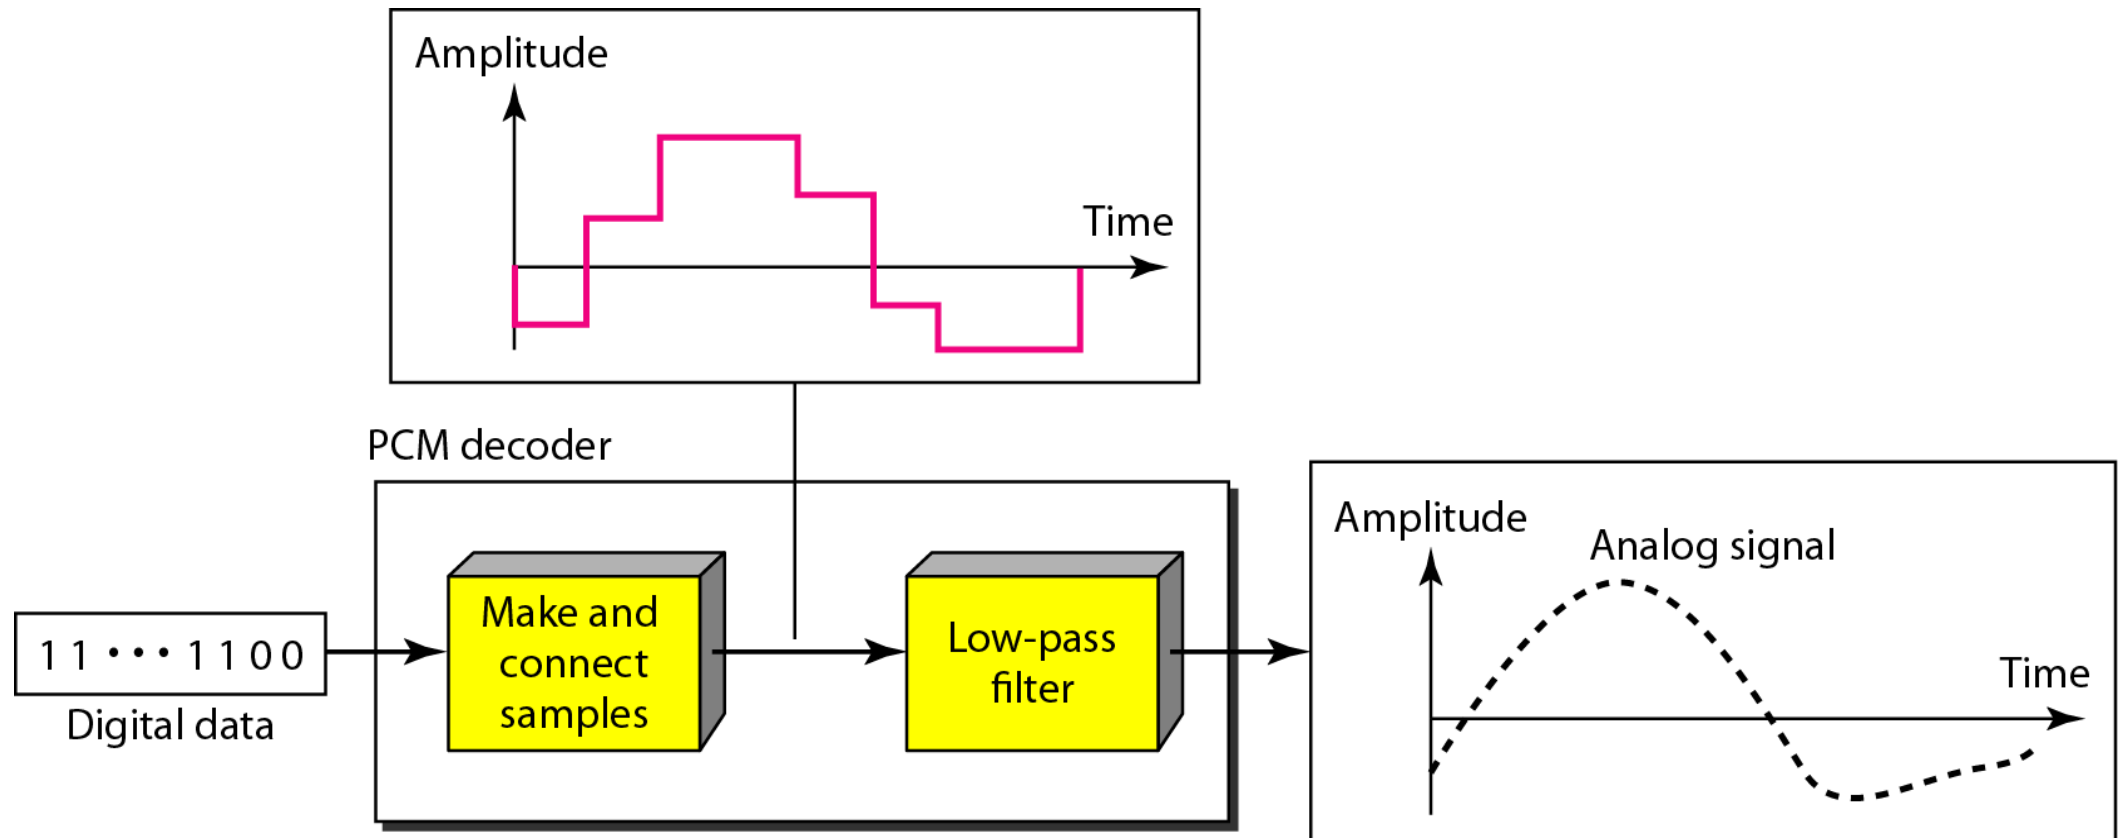 Amplitude
Time
PCM decoder
Make and
connect
samples
Low-pass
filter
1 1 • • • 1 1 0 0
Digital data
Amplitude
Analog signal
Time